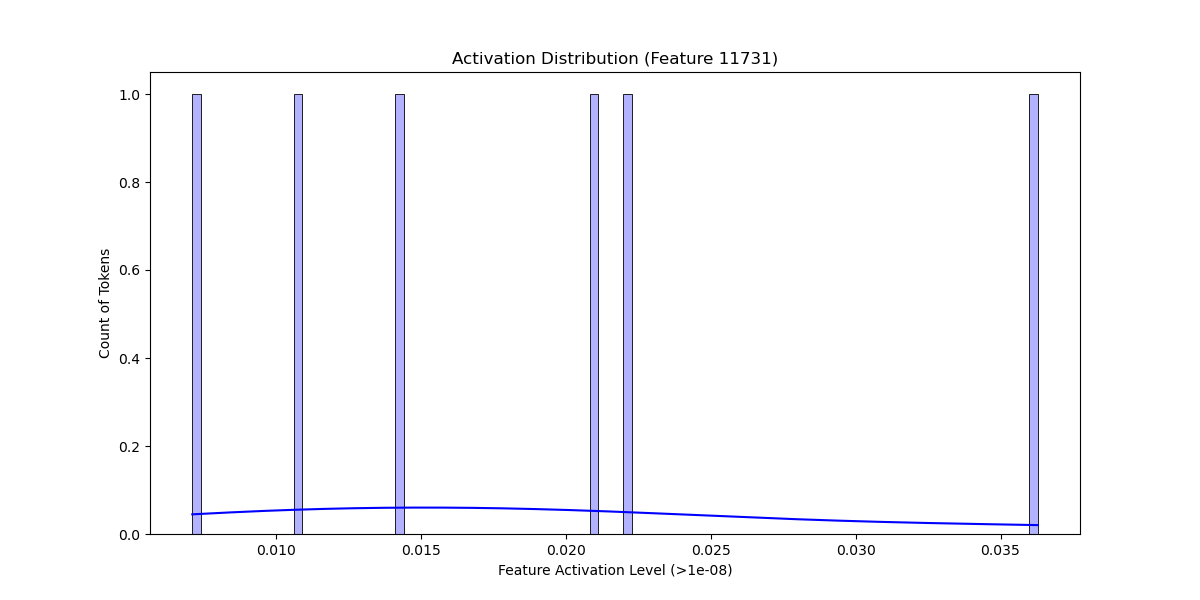 Activation Distribution (Feature 11731)
Count of Tokens
1.0
0.8
0.6
0.4
0.2
0.0
0.010 0.015 0.020 0.025 0.030 0.035
Feature Activation Level (>1e-08)